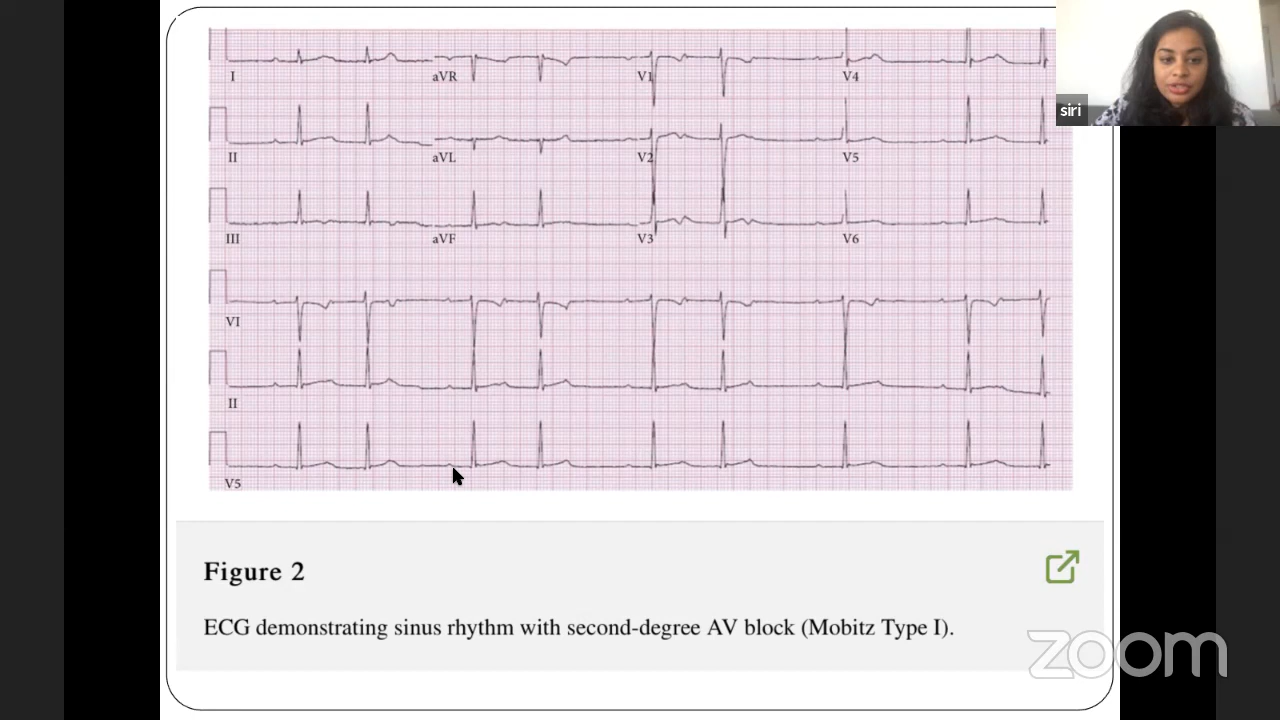 siri
I aVR V1 V4
II aVL V2 V5
III aVF V3 V6
VI
II
V5
Figure 2
ECG demonstrating sinus rhythm with second-degree AV block (Mobitz Type I).
zoom